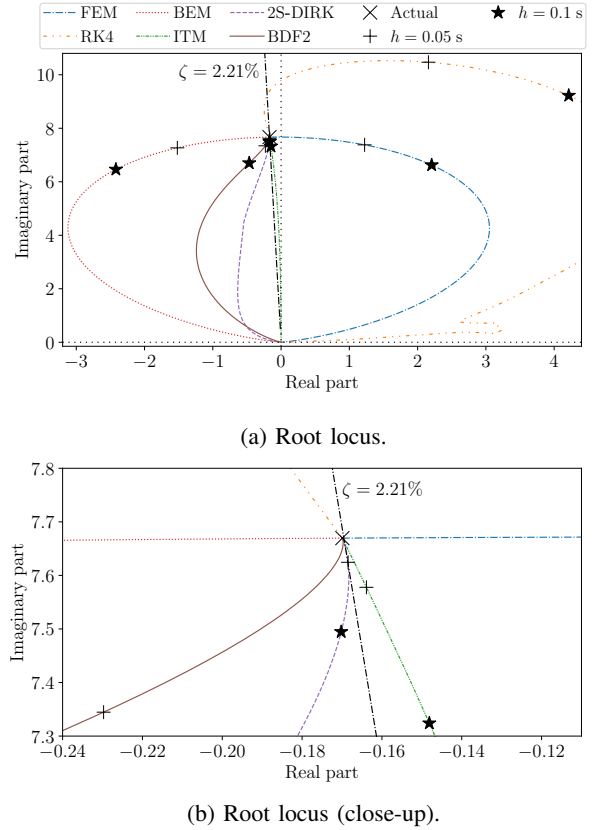 FEM BEM 2S-DIRK Actual h = 0.1 s
RK4 ITM BDF2 h = 0.05 s
ζ = 2.21%
10
8
6
4
2
0
Imaginary part
−3 −2 −1 0 1 2 3 4
Real part
(a) Root locus.
7.8
7.7
7.6
7.5
7.4
7.3
Imaginary part
ζ = 2.21%
−0.24 −0.22 −0.20 −0.18 −0.16 −0.14 −0.12
Real part
(b) Root locus (close-up).